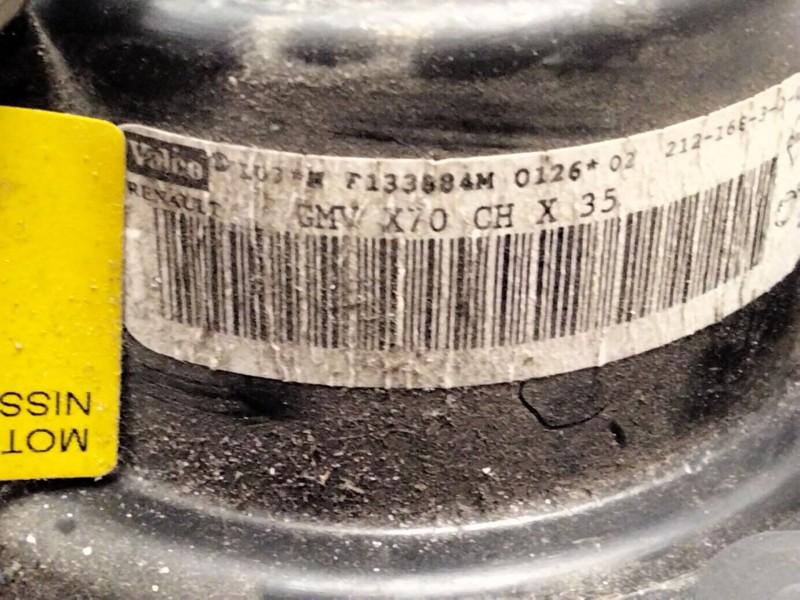 Valeo
F133884M 0126* 02
RENAULT GMV X70 CH X 35
MOT
NISS